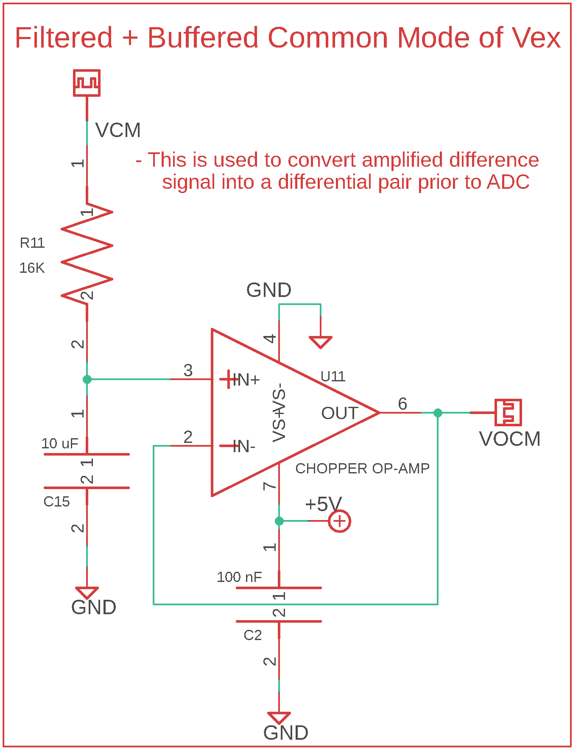 Filtered + Buffered Common Mode of Vex
VCM
- This is used to convert amplified difference
signal into a differential pair prior to ADC
1
1
R11
16K
2
2
GND
4
3
IN+
U11
VS-
VS+
OUT
6
VOCM
2
IN-
CHOPPER OP-AMP
7
1
10 uF
1
2
C15
2
GND
+5V
1
100 nF
1
2
C2
2
GND